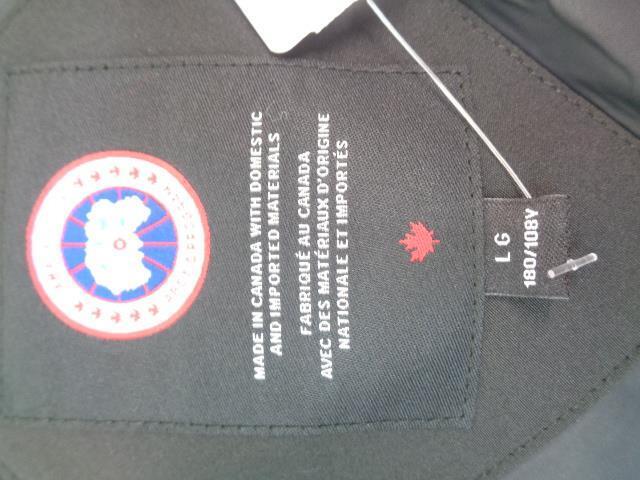 MADE IN CANADA WITH DOMESTIC
AND IMPORTED MATERIALS
FABRIQUÉ AU CANADA
AVEC DES MATÉRIAUX D'ORIGINE
NATIONALE ET IMPORTÉS
LG
180/108Y